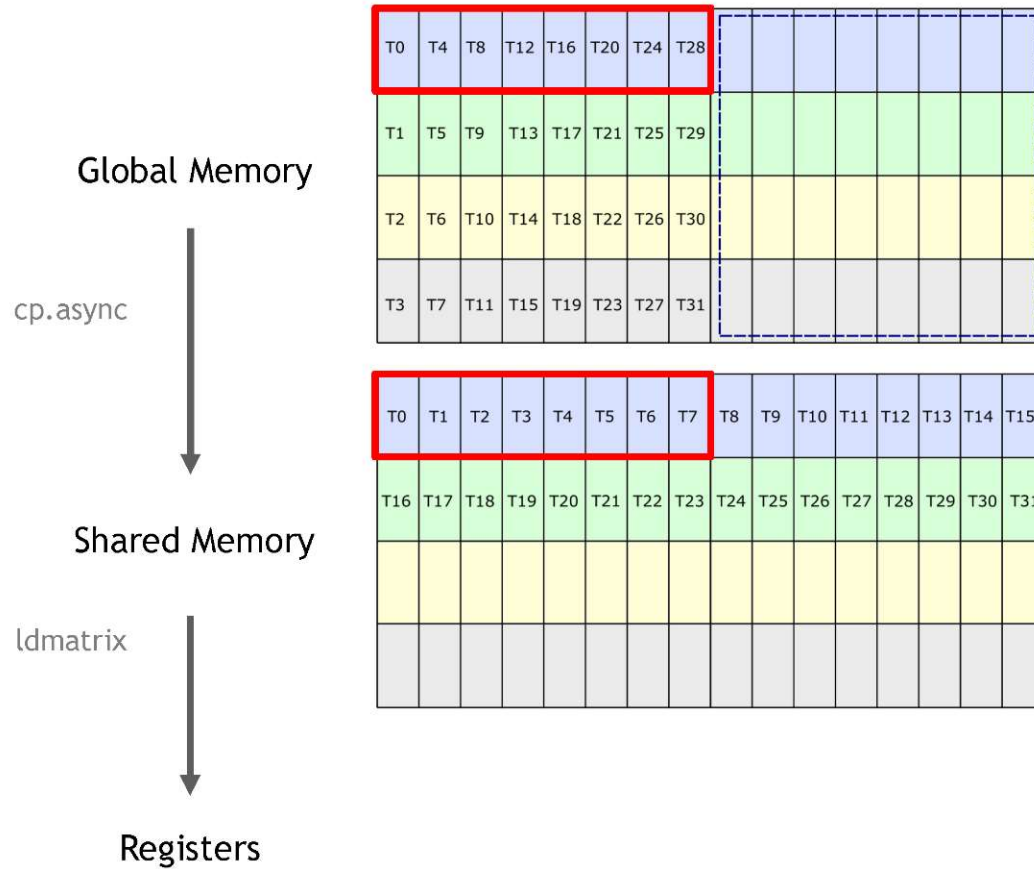 T0 T4 T8 T12 T16 T20 T24 T28
T1 T5 T9 T13 T17 T21 T25 T29
Global Memory
T2 T6 T10 T14 T18 T22 T26 T30
cp.async
T3 T7 T11 T15 T19 T23 T27 T31
T0 T1 T2 T3 T4 T5 T6 T7 T8 T9 T10 T11 T12 T13 T14 T15
T16 T17 T18 T19 T20 T21 T22 T23 T24 T25 T26 T27 T28 T29 T30 T31
Shared Memory
ldmatrix
Registers